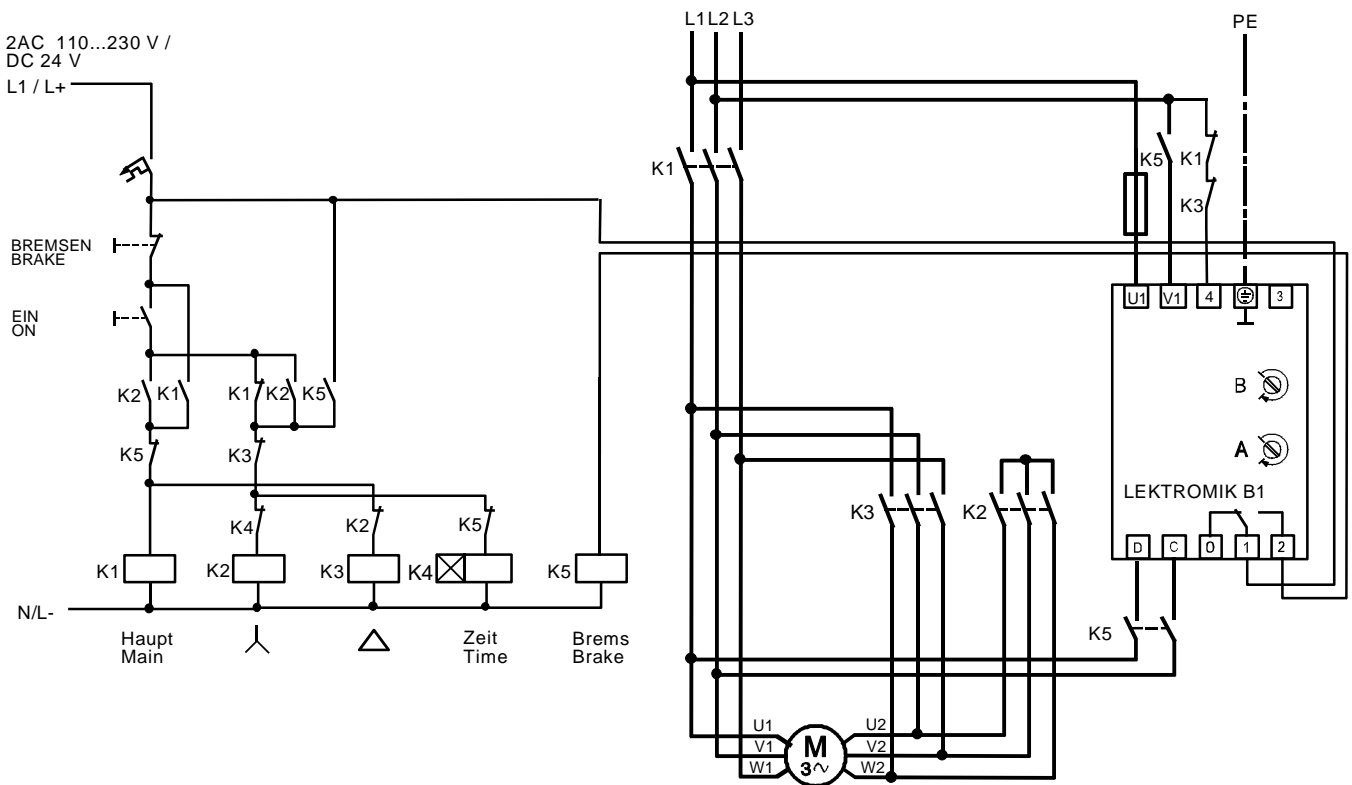 2AC 110...230 V /
DC 24 V
L1 / L+
BREMSEN
BRAKE
EIN
ON
K2 K1 K1 K2 K5
K5 K3
K4 K2 K5
K1 K2 K3 K4 K5
N/L-
Haupt
Main
Zeit
Time
Brems
Brake
L1 L2 L3 PE
K1 K5 K1
K3
U1 V1 4 3
B
A
LEKTROMIK B1
K3 K2
D C 0 1 2
K5
U1 U2
V1 M V2
W1 3~ W2